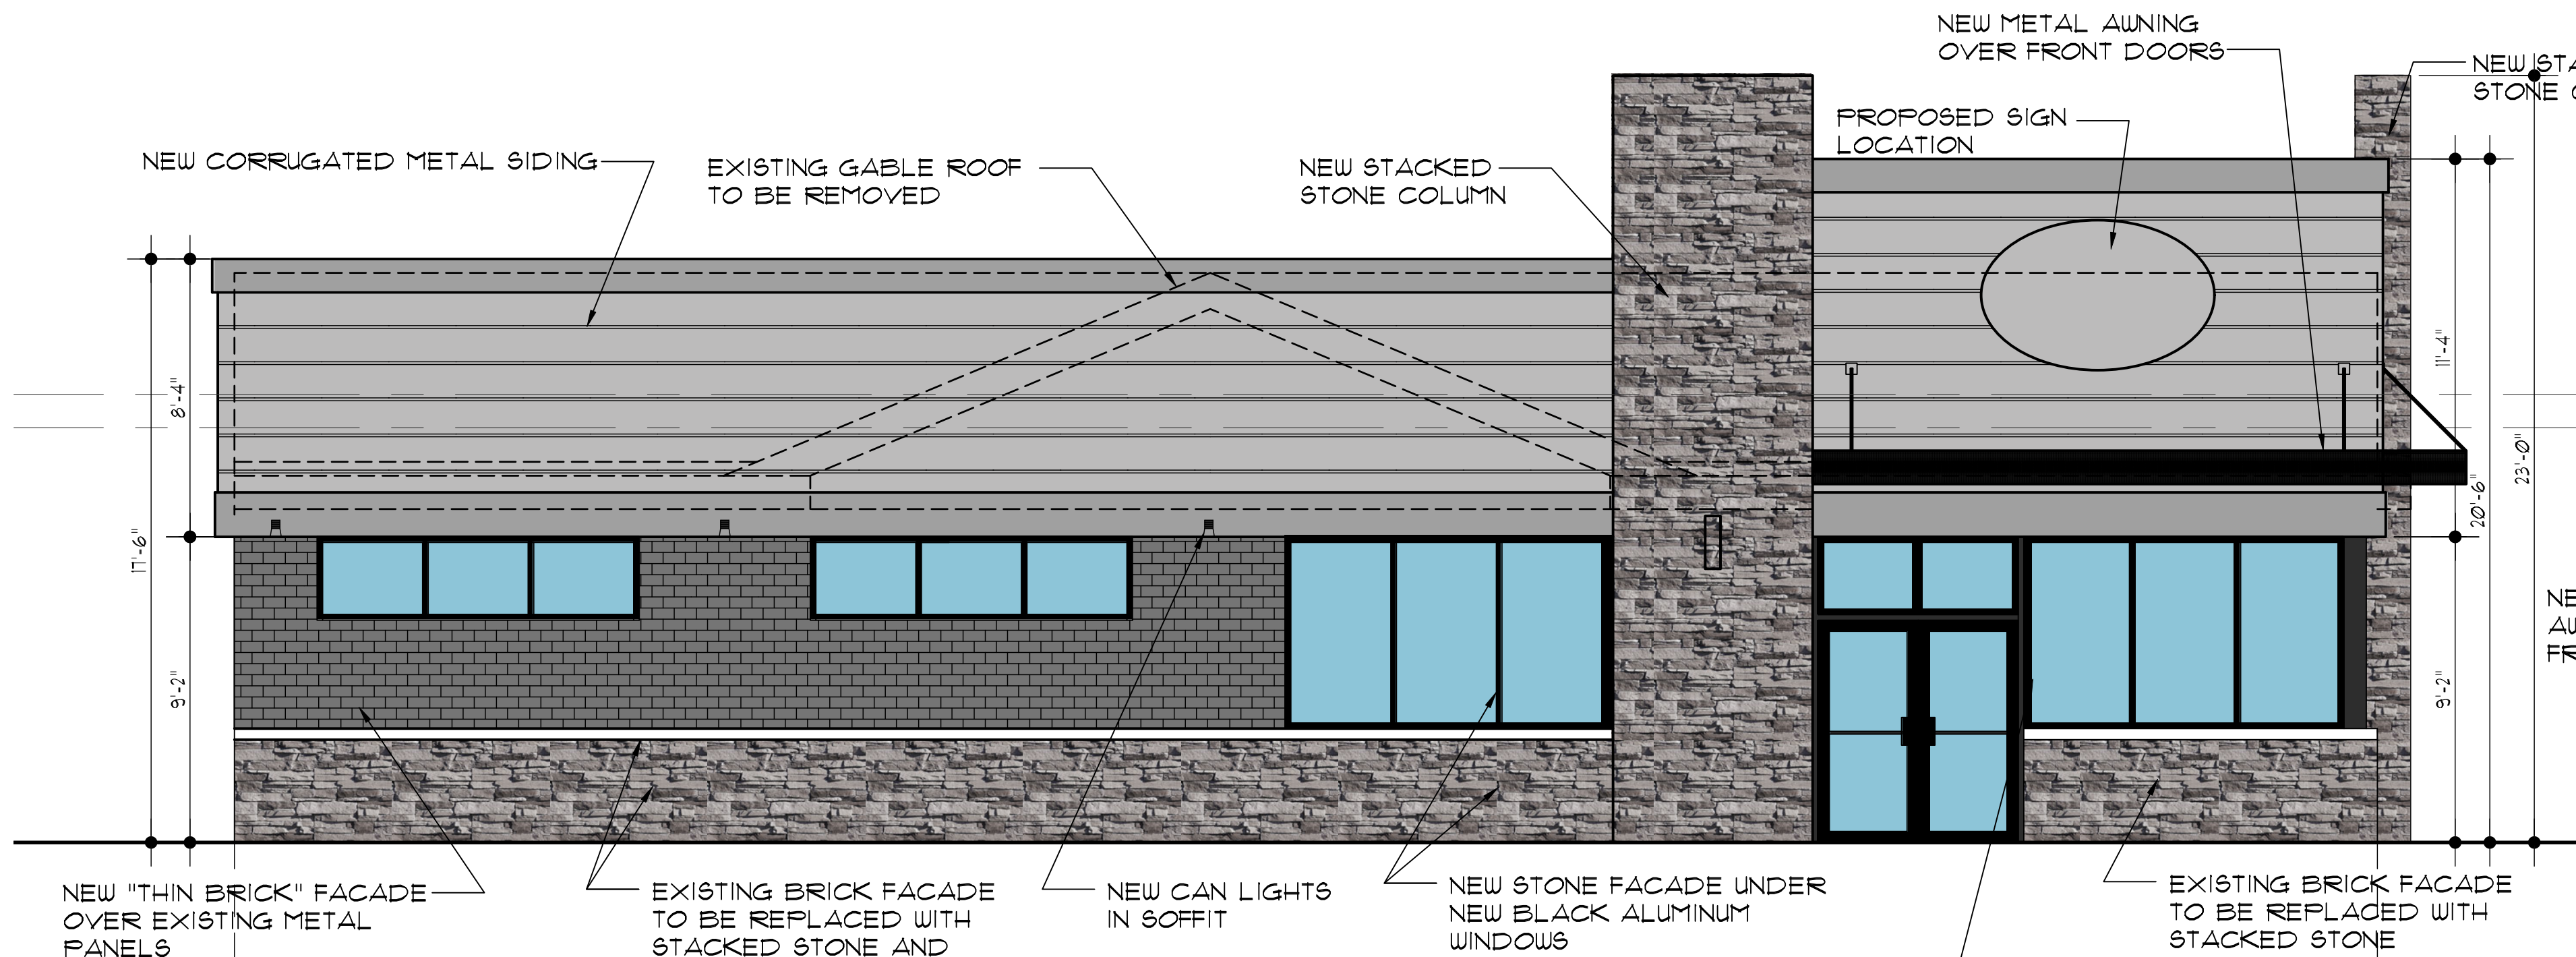 NEW METAL AWNING
OVER FRONT DOORS
NEW
STONE
PROPOSED SIGN
LOCATION
NEW CORRUGATED METAL SIDING
EXISTING GABLE ROOF
TO BE REMOVED
NEW STACKED
STONE COLUMN
8'-4"
17'-6"
9'-2"
11'-4"
20'-6"
23'-0"
9'-2"
NEW "THIN BRICK" FACADE
OVER EXISTING METAL
PANELS
EXISTING BRICK FACADE
TO BE REPLACED WITH
STACKED STONE AND
NEW CAN LIGHTS
IN SOFFIT
NEW STONE FACADE UNDER
NEW BLACK ALUMINUM
WINDOWS
EXISTING BRICK FACADE
TO BE REPLACED WITH
STACKED STONE